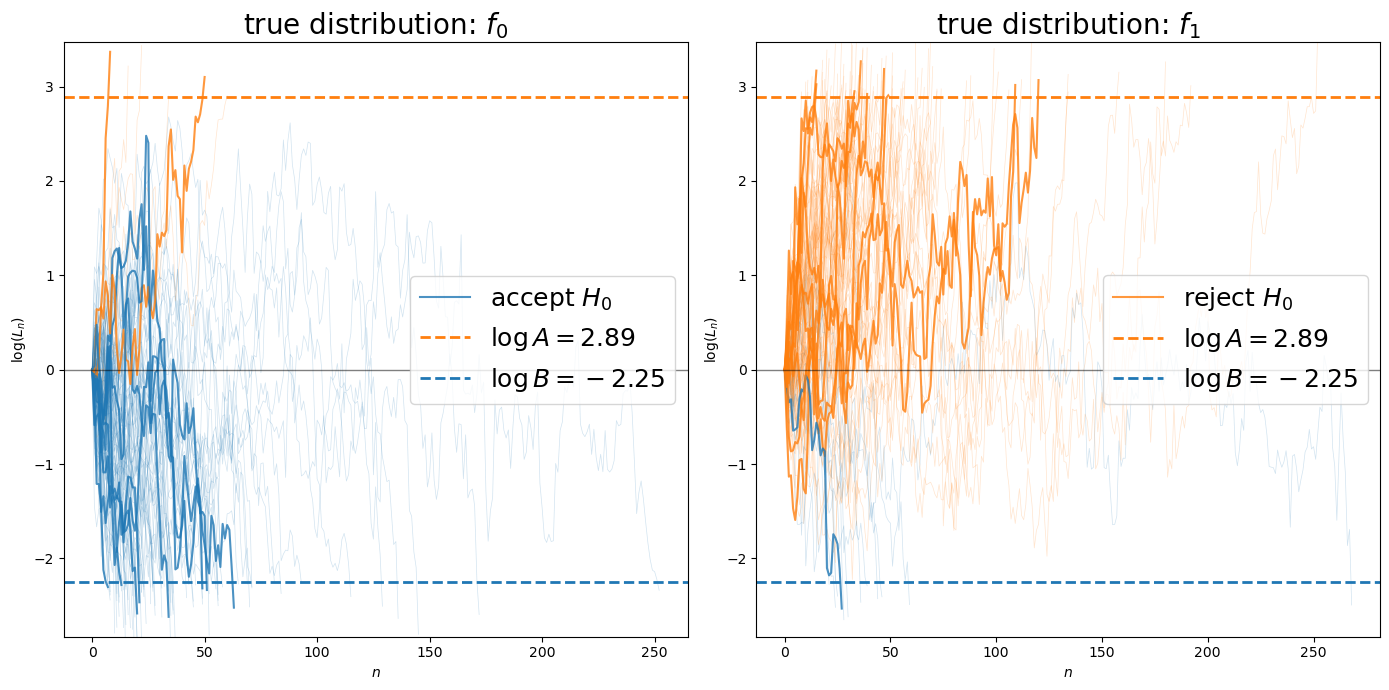 true distribution: f₀
log(Lₙ)
3
2
1
0
−1
−2
accept H₀
log A = 2.89
log B = −2.25
0
50
100
150
200
250
n
true distribution: f₁
log(Lₙ)
3
2
1
0
−1
−2
reject H₀
log A = 2.89
log B = −2.25
0
50
100
150
200
250
n